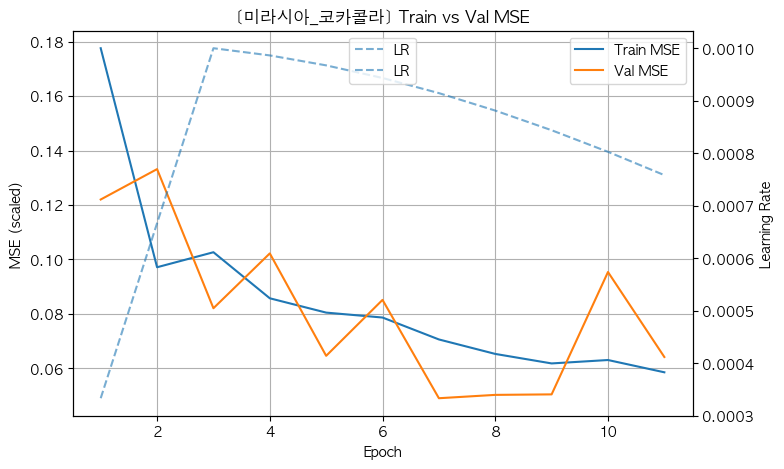 [미라시아_코카콜라] Train vs Val MSE
MSE (scaled)
0.18
0.16
0.14
0.12
0.10
0.08
0.06
LR
LR
Train MSE
Val MSE
0.0010
0.0009
0.0008
0.0007
0.0006
0.0005
0.0004
0.0003
Learning Rate
2
4
6
8
10
Epoch